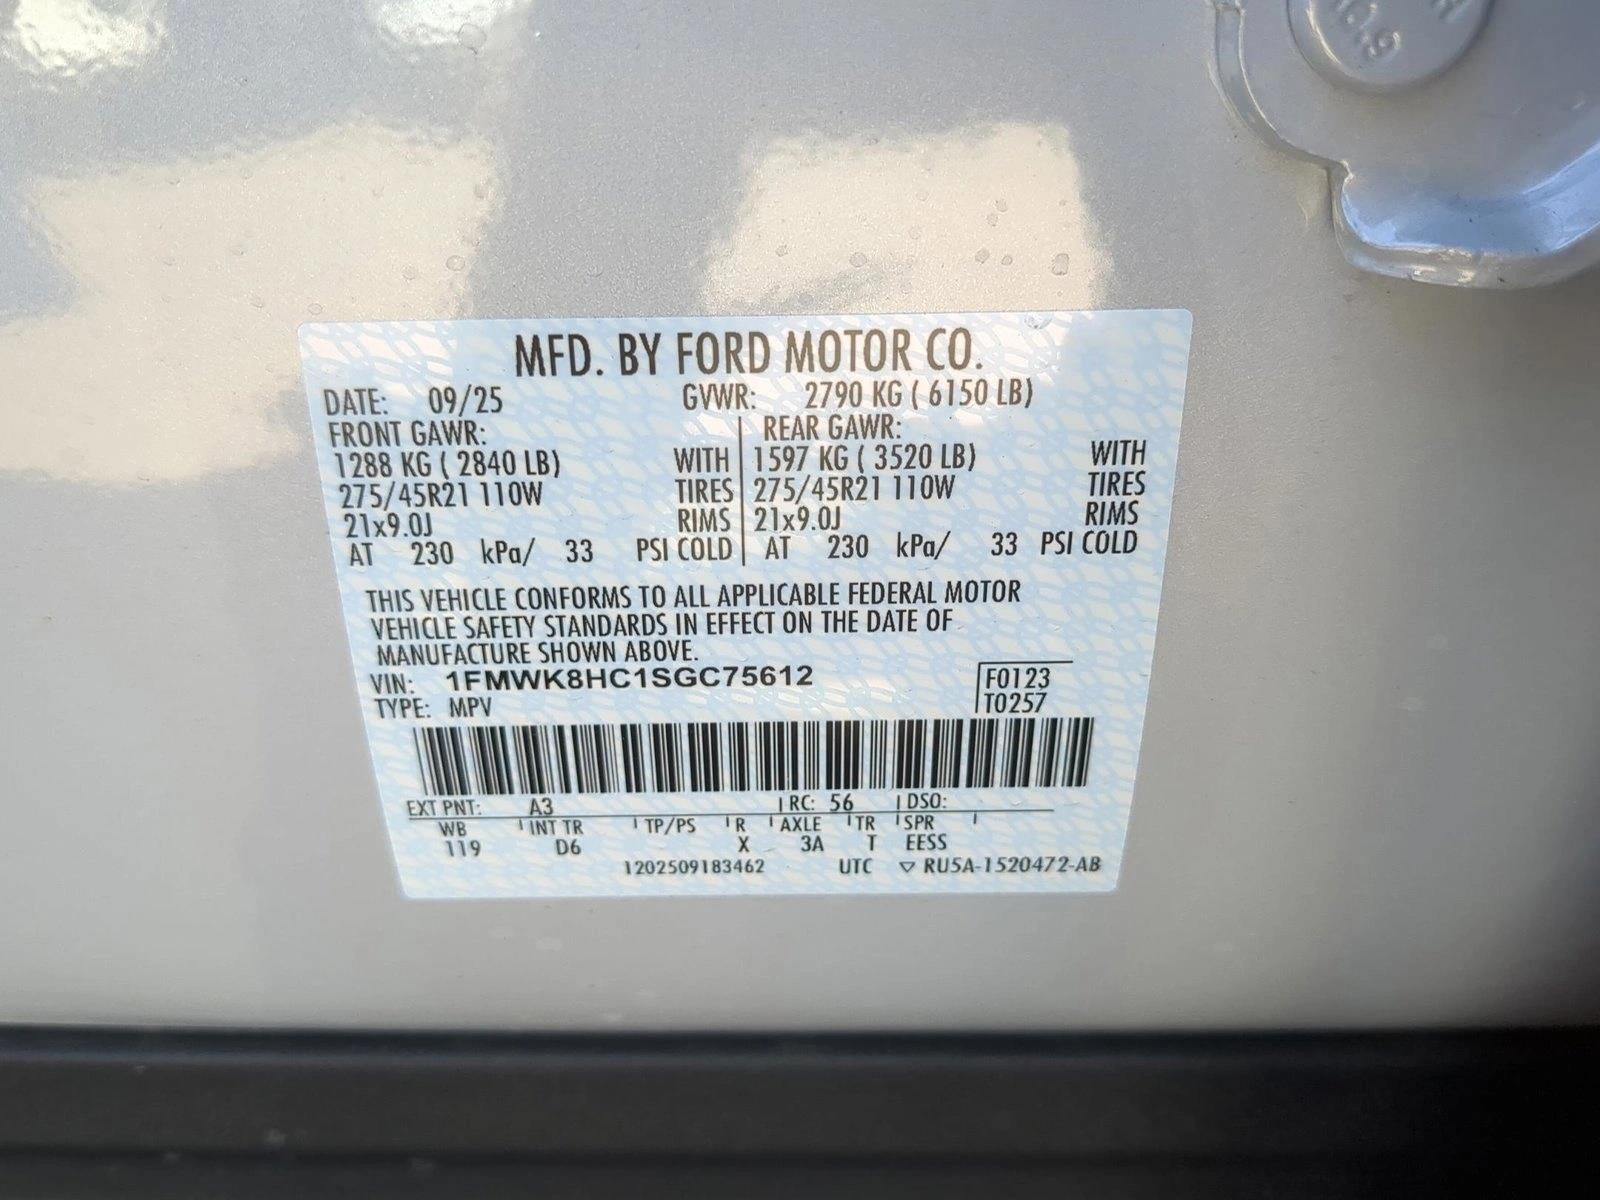 MFD. BY FORD MOTOR CO.
DATE: 09/25 GVWR: 2790 KG ( 6150 LB)
FRONT GAWR: REAR GAWR:
1288 KG ( 2840 LB) WITH 1597 KG ( 3520 LB) WITH
275/45R21 110W TIRES 275/45R21 110W TIRES
21x9.0J RIMS 21x9.0J RIMS
AT 230 kPa/ 33 PSI COLD AT 230 kPa/ 33 PSI COLD
THIS VEHICLE CONFORMS TO ALL APPLICABLE FEDERAL MOTOR
VEHICLE SAFETY STANDARDS IN EFFECT ON THE DATE OF
MANUFACTURE SHOWN ABOVE.
VIN: 1FMWK8HC1SGC75612 F0123
TYPE: MPV T0257
EXT PNT: A3 RC: 56 DSO:
WB INT TR TP/PS R AXLE TR SPR
119 D6 X 3A T EESS
1202509183462 UTC ▽ RU5A-1520472-AB